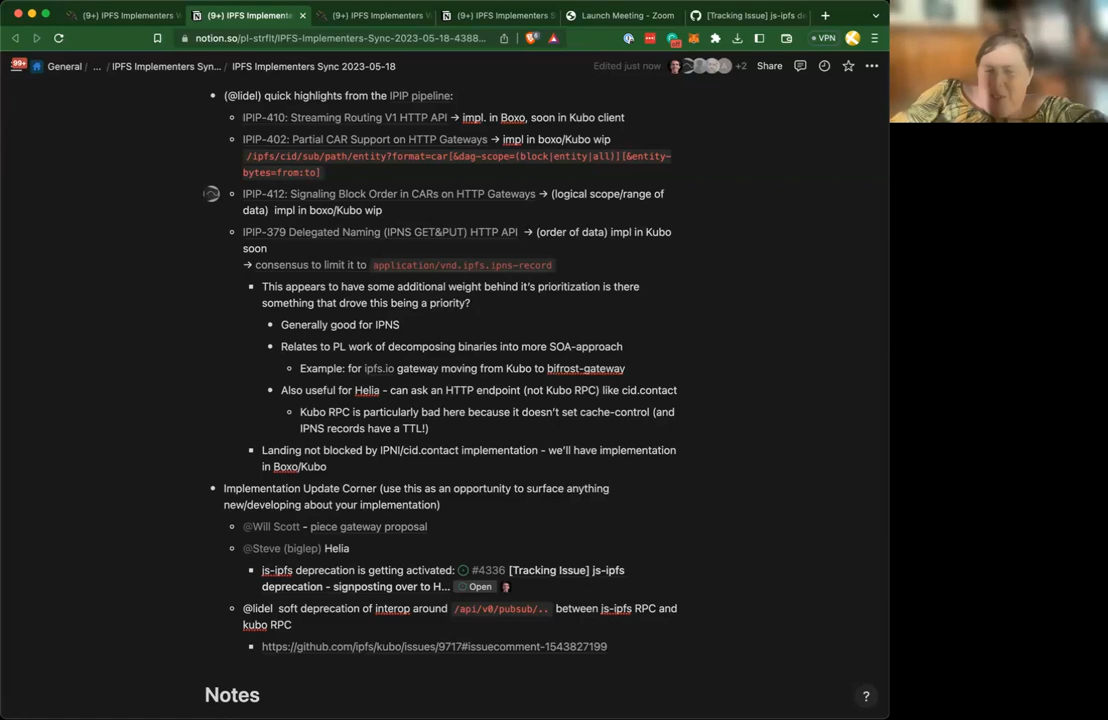 (9+) IPFS Implementers W
(9+) IPFS Implementer
(9+) IPFS Implementers W
(9+) IPFS Implementers S
Launch Meeting - Zoom
[Tracking Issue] js-ipfs d
notion.so/pl-strflt/IPFS-Implementers-Sync-2023-05-18-4388...
VPN
99+
General / ... / IPFS Implementers Syn... / IPFS Implementers Sync 2023-05-18
Edited just now
+2
Share
(@lidel) quick highlights from the IPIP pipeline:
IPIP-410: Streaming Routing V1 HTTP API → impl. in Boxo, soon in Kubo client
IPIP-402: Partial CAR Support on HTTP Gateways → impl in boxo/Kubo wip
/ipfs/cid/sub/path/entity?format=car[&dag-scope=(block|entity|all)][&entity-
bytes=from:to]
IPIP-412: Signaling Block Order in CARs on HTTP Gateways → (logical scope/range of
data) impl in boxo/Kubo wip
IPIP-379 Delegated Naming (IPNS GET&PUT) HTTP API → (order of data) impl in Kubo
soon
→ consensus to limit it to application/vnd.ipfs.ipns-record
This appears to have some additional weight behind it's prioritization is there
something that drove this being a priority?
Generally good for IPNS
Relates to PL work of decomposing binaries into more SOA-approach
Example: for ipfs.io gateway moving from Kubo to bifrost-gateway
Also useful for Helia - can ask an HTTP endpoint (not Kubo RPC) like cid.contact
Kubo RPC is particularly bad here because it doesn't set cache-control (and
IPNS records have a TTL!)
Landing not blocked by IPNI/cid.contact implementation - we'll have implementation
in Boxo/Kubo
Implementation Update Corner (use this as an opportunity to surface anything
new/developing about your implementation)
@Will Scott - piece gateway proposal
@Steve (biglep) Helia
js-ipfs deprecation is getting activated: #4336 [Tracking Issue] js-ipfs
deprecation - signposting over to H... Open
@lidel soft deprecation of interop around /api/v0/pubsub/.. between js-ipfs RPC and
kubo RPC
https://github.com/ipfs/kubo/issues/9717#issuecomment-1543827199
Notes
?